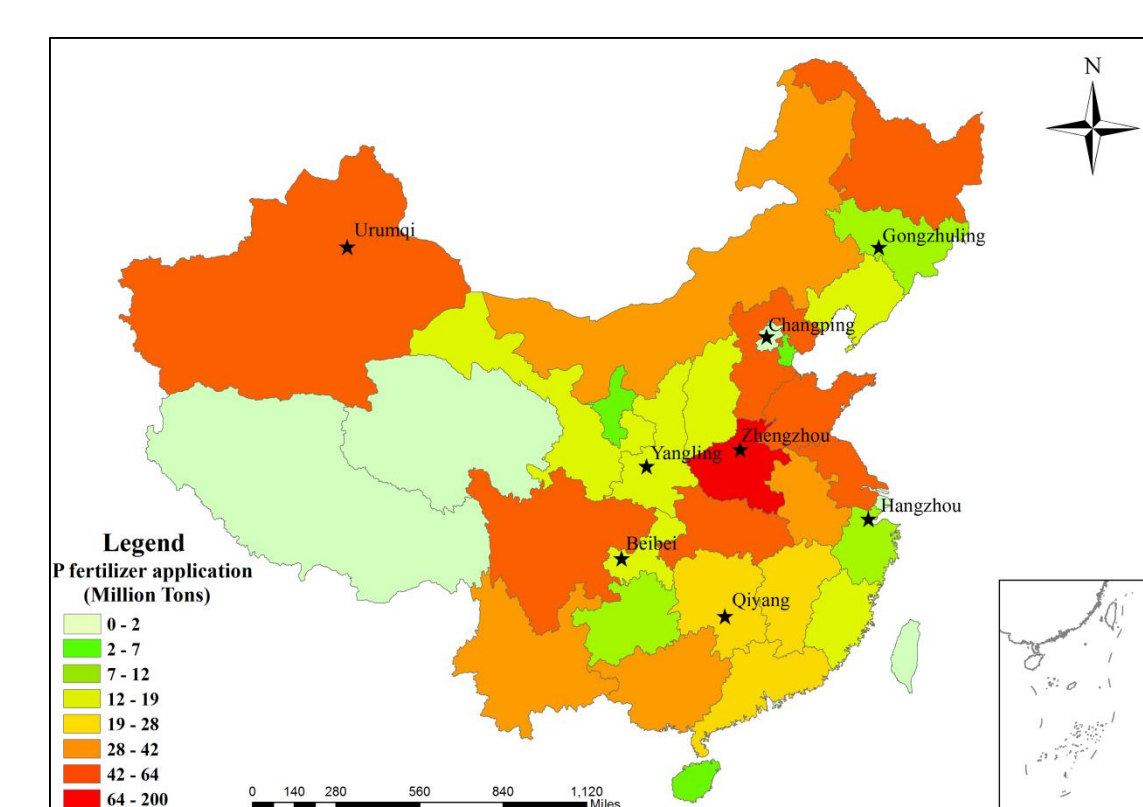 N
Urumqi
Gongzhuling
Changping
Zhengzhou
Yangling
Hangzhou
Beibei
Qiyang
Legend
P fertilizer application
(Million Tons)
0 - 2
2 - 7
7 - 12
12 - 19
19 - 28
28 - 42
42 - 64
64 - 200
0 140 280 560 840 1,120
Miles